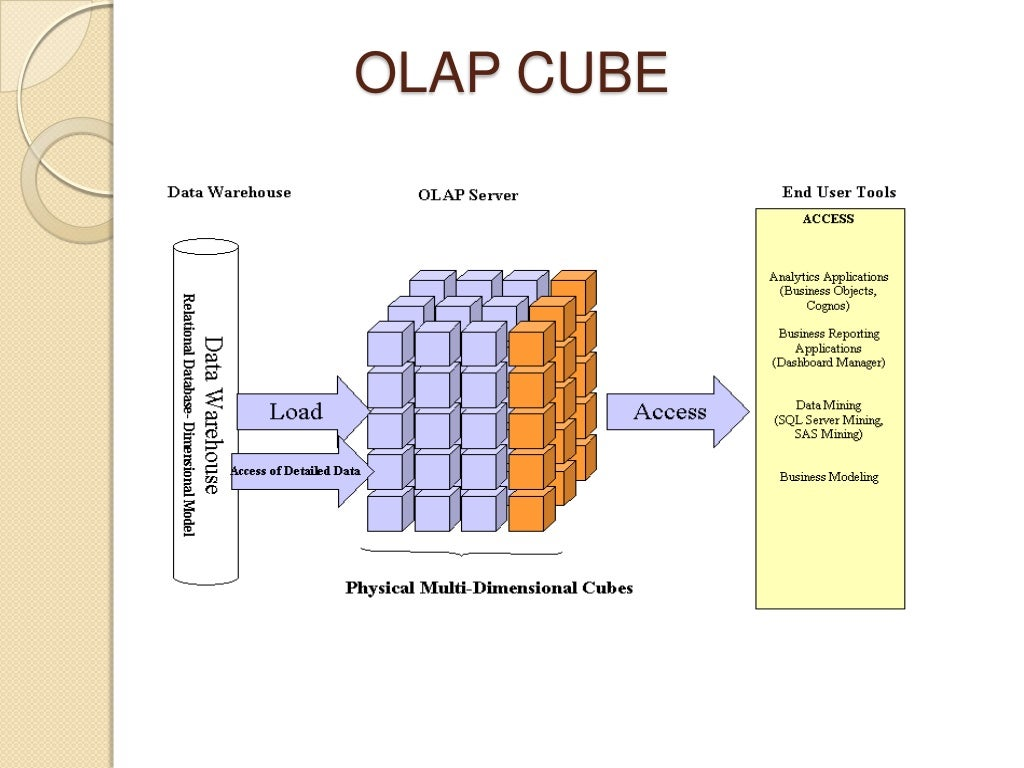 OLAP CUBE
Data Warehouse
OLAP Server
End User Tools
Relational Database- Dimensional Model
Data Warehouse
Load
Access of Detailed Data
Access
ACCESS
Analytics Applications
(Business Objects,
Cognos)
Business Reporting
Applications
(Dashboard Manager)
Data Mining
(SQL Server Mining,
SAS Mining)
Business Modeling
Physical Multi-Dimensional Cubes